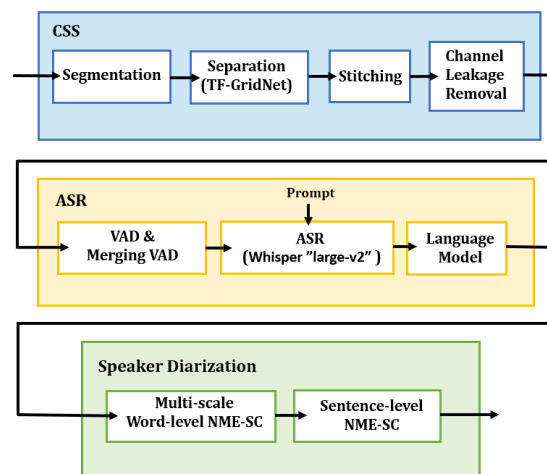 CSS
Segmentation
Separation
(TF-GridNet)
Stitching
Channel
Leakage
Removal
ASR
Prompt
VAD &
Merging VAD
ASR
(Whisper "large-v2" )
Language
Model
Speaker Diarization
Multi-scale
Word-level NME-SC
Sentence-level
NME-SC